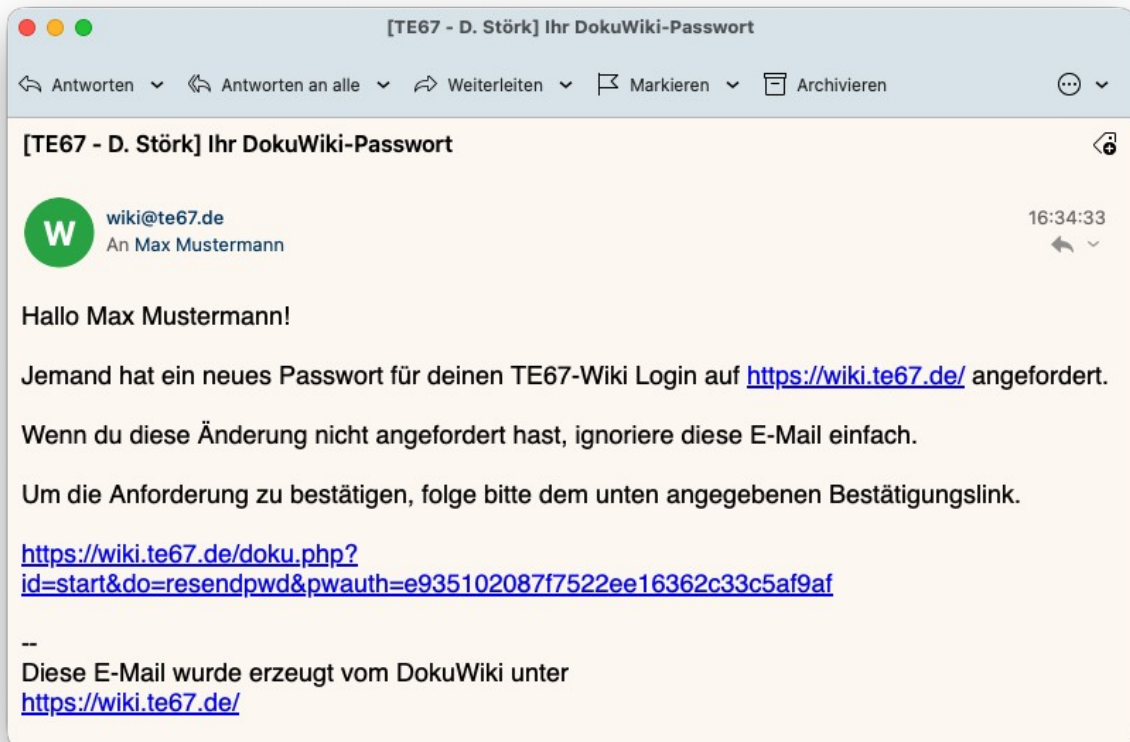 [TE67 - D. Störk] Ihr DokuWiki-Passwort
Antworten Antworten an alle Weiterleiten Markieren Archivieren
[TE67 - D. Störk] Ihr DokuWiki-Passwort
W
wiki@te67.de
16:34:33
An Max Mustermann
Hallo Max Mustermann!
Jemand hat ein neues Passwort für deinen TE67-Wiki Login auf https://wiki.te67.de/ angefordert.
Wenn du diese Änderung nicht angefordert hast, ignoriere diese E-Mail einfach.
Um die Anforderung zu bestätigen, folge bitte dem unten angegebenen Bestätigungslink.
https://wiki.te67.de/doku.php?
id=start&do=resendpwd&pwauth=e935102087f7522ee16362c33c5af9af
--
Diese E-Mail wurde erzeugt vom DokuWiki unter
https://wiki.te67.de/